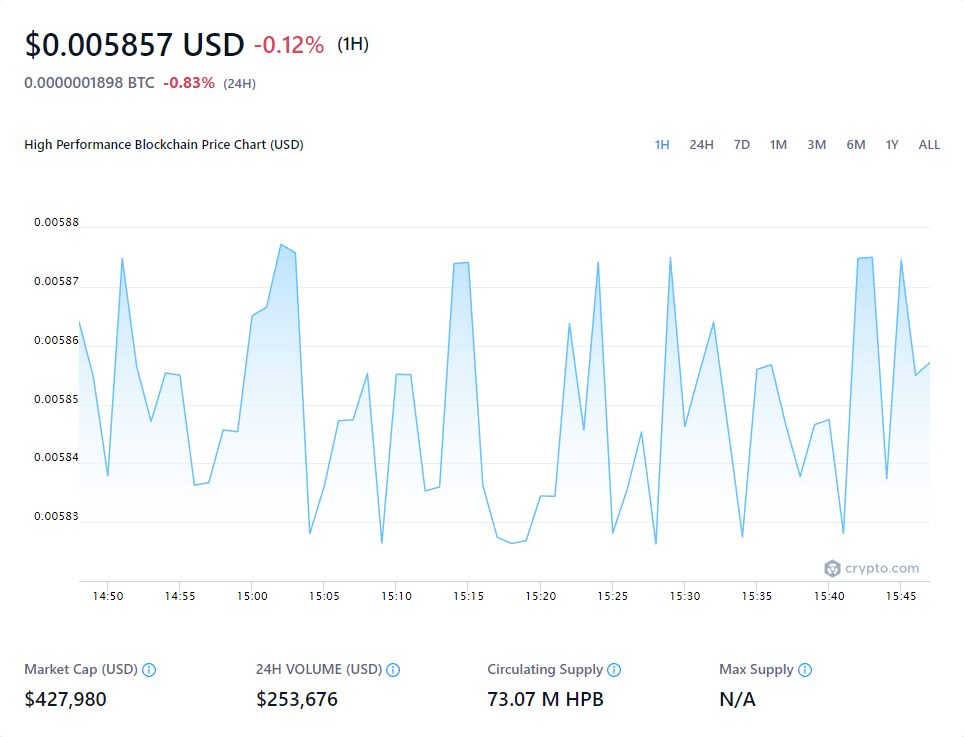 $0.005857 USD -0.12% (1H)
0.0000001898 BTC -0.83% (24H)
High Performance Blockchain Price Chart (USD) 1H 24H 7D 1M 3M 6M 1Y ALL
0.00588
0.00587
0.00586
0.00585
0.00584
0.00583
crypto.com
14:50 14:55 15:00 15:05 15:10 15:15 15:20 15:25 15:30 15:35 15:40 15:45
Market Cap (USD) 24H VOLUME (USD) Circulating Supply Max Supply
$427,980 $253,676 73.07 M HPB N/A